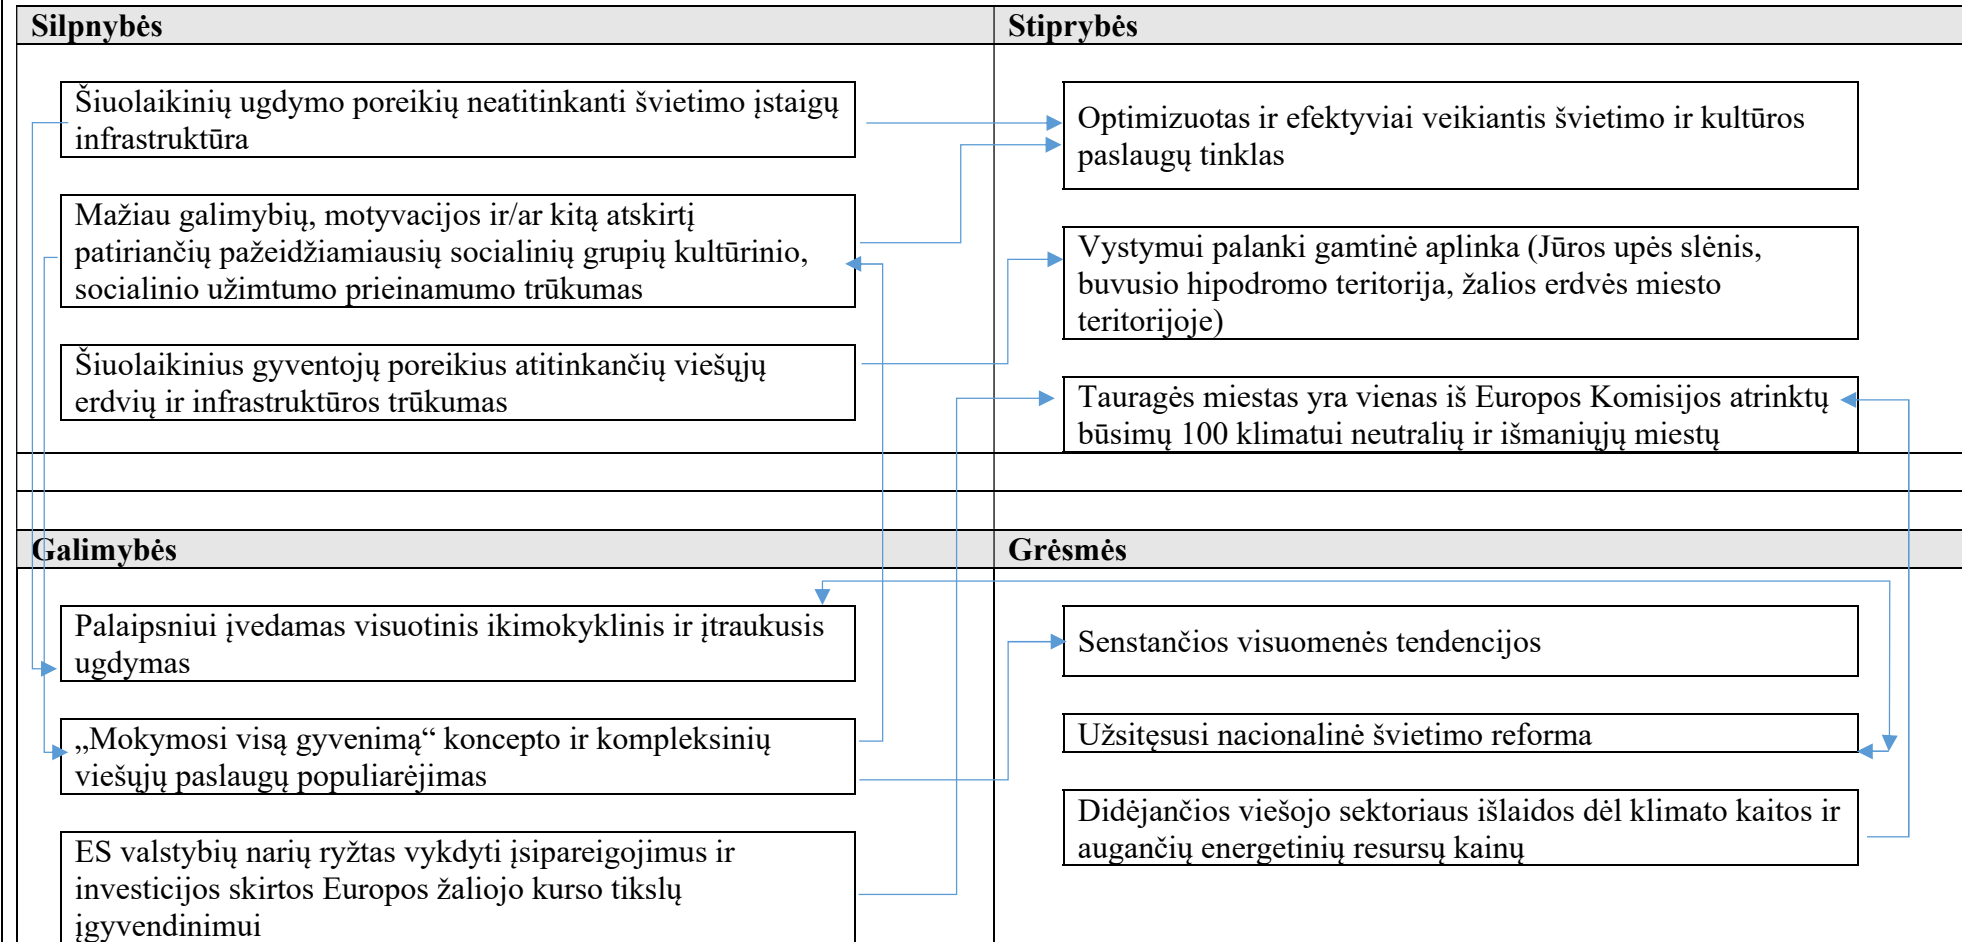 Silpnybės
Stiprybės
Šiuolaikinių ugdymo poreikių neatitinkanti švietimo įstaigų
infrastruktūra
Optimizuotas ir efektyviai veikiantis švietimo ir kultūros
paslaugų tinklas
Mažiau galimybių, motyvacijos ir/ar kitą atskirtį
patiriančių pažeidžiamiausių socialinių grupių kultūrinio,
socialinio užimtumo prieinamumo trūkumas
Vystymui palanki gamtinė aplinka (Jūros upės slėnis,
buvusio hipodromo teritorija, žalios erdvės miesto
teritorijoje)
Šiuolaikinius gyventojų poreikius atitinkančių viešųjų
erdvių ir infrastruktūros trūkumas
Tauragės miestas yra vienas iš Europos Komisijos atrinktų
būsimų 100 klimatui neutralių ir išmaniųjų miestų
Galimybės
Grėsmės
Palaipsniui įvedamas visuotinis ikimokyklinis ir įtraukusis
ugdymas
Senstančios visuomenės tendencijos
„Mokymosi visą gyvenimą“ koncepto ir kompleksinių
viešųjų paslaugų populiarėjimas
Užsitęsusi nacionalinė švietimo reforma
Didėjančios viešojo sektoriaus išlaidos dėl klimato kaitos ir
augančių energetinių resursų kainų
ES valstybių narių ryžtas vykdyti įsipareigojimus ir
investicijos skirtos Europos žaliojo kurso tikslų
įgyvendinimui